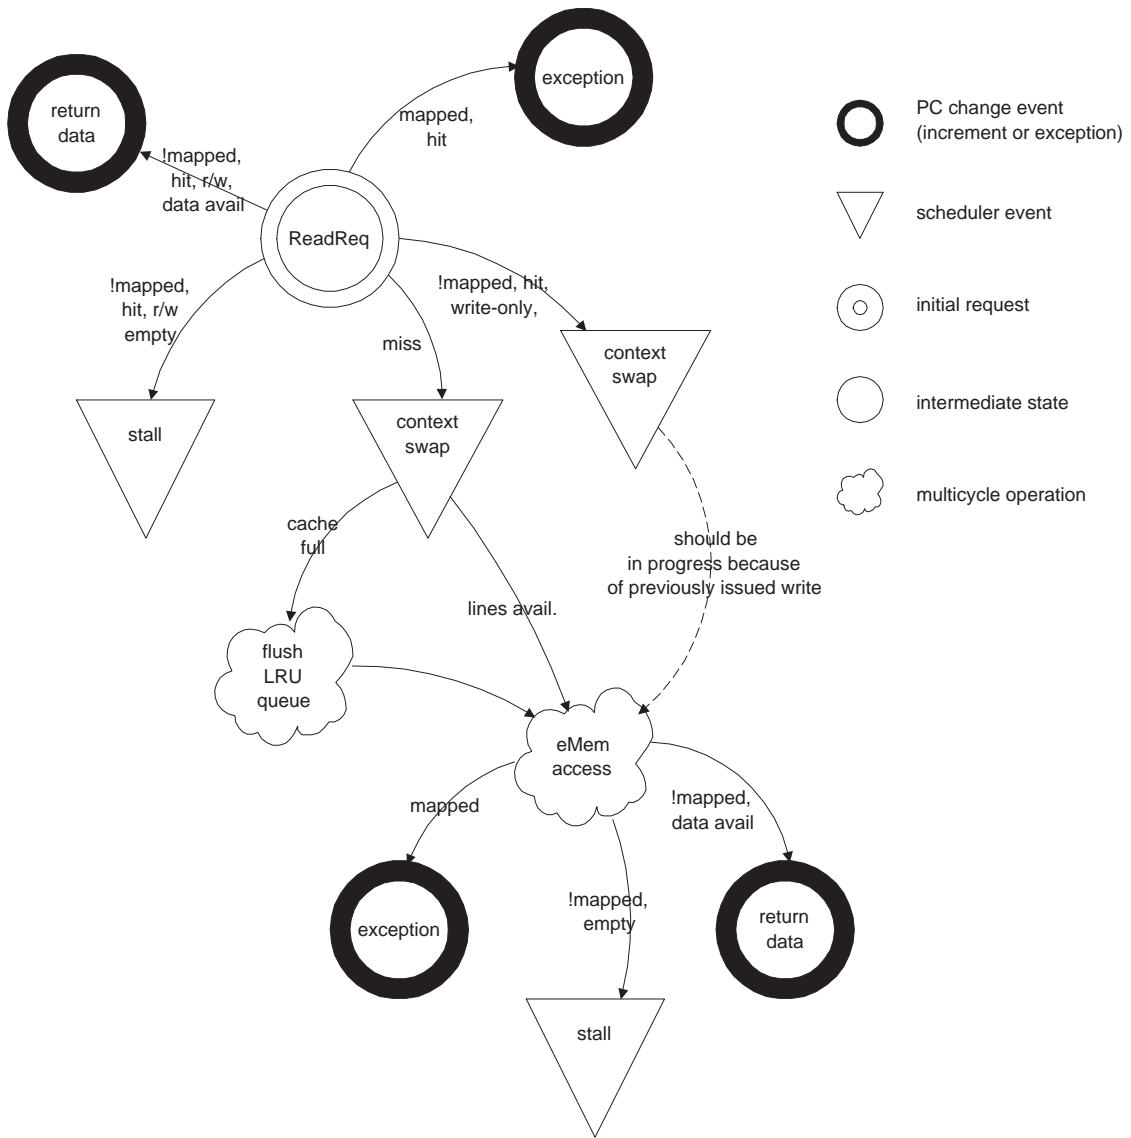 exception
return
data
mapped,
hit
!mapped,
hit, r/w,
data avail
ReadReq
!mapped,
hit, r/w
empty
miss
!mapped, hit,
write-only,
stall
context
swap
context
swap
cache
full
lines avail.
should be
in progress because
of previously issued write
flush
LRU
queue
eMem
access
mapped
!mapped,
empty
!mapped,
data avail
exception
return
data
stall
PC change event
(increment or exception)
scheduler event
initial request
intermediate state
multicycle operation